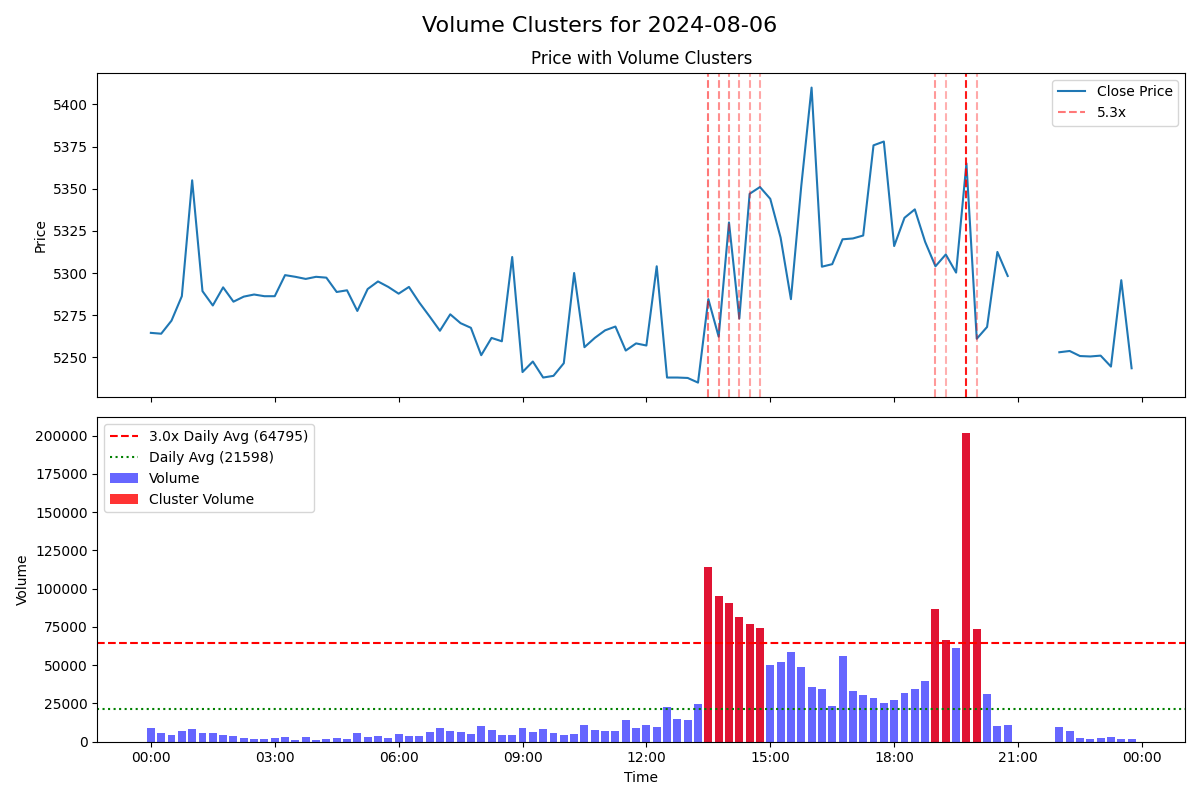 Volume Clusters for 2024-08-06
Price with Volume Clusters
Price
5400
5375
5350
5325
5300
5275
5250
Close Price
5.3x
Volume
200000
175000
150000
125000
100000
75000
50000
25000
0
3.0x Daily Avg (64795)
Daily Avg (21598)
Volume
Cluster Volume
00:00 03:00 06:00 09:00 12:00 15:00 18:00 21:00 00:00
Time